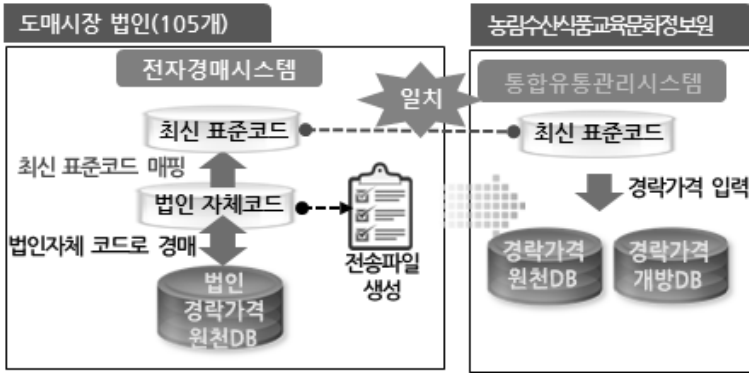 도매시장 법인(105개)
전자경매시스템
최신 표준코드
최신 표준코드 매핑
법인 자체코드
법인자체 코드로 경매
법인
경락가격
원천DB
전송파일
생성
일치
농림수산식품교육문화정보원
통합유통관리시스템
최신 표준코드
경락가격 입력
경락가격
원천DB
경락가격
개방DB